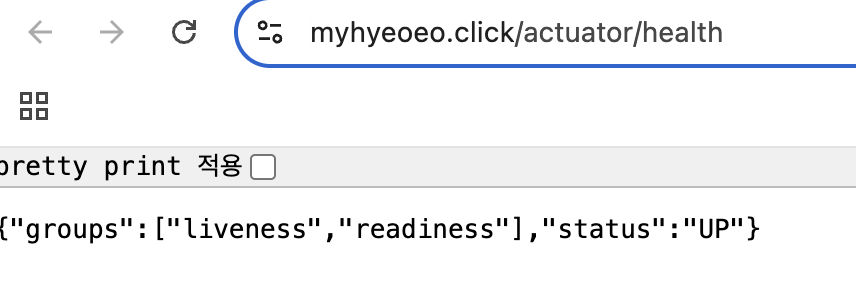 myhyeoeo.click/actuator/health
pretty print 적용
{"groups":["liveness","readiness"],"status":"UP"}